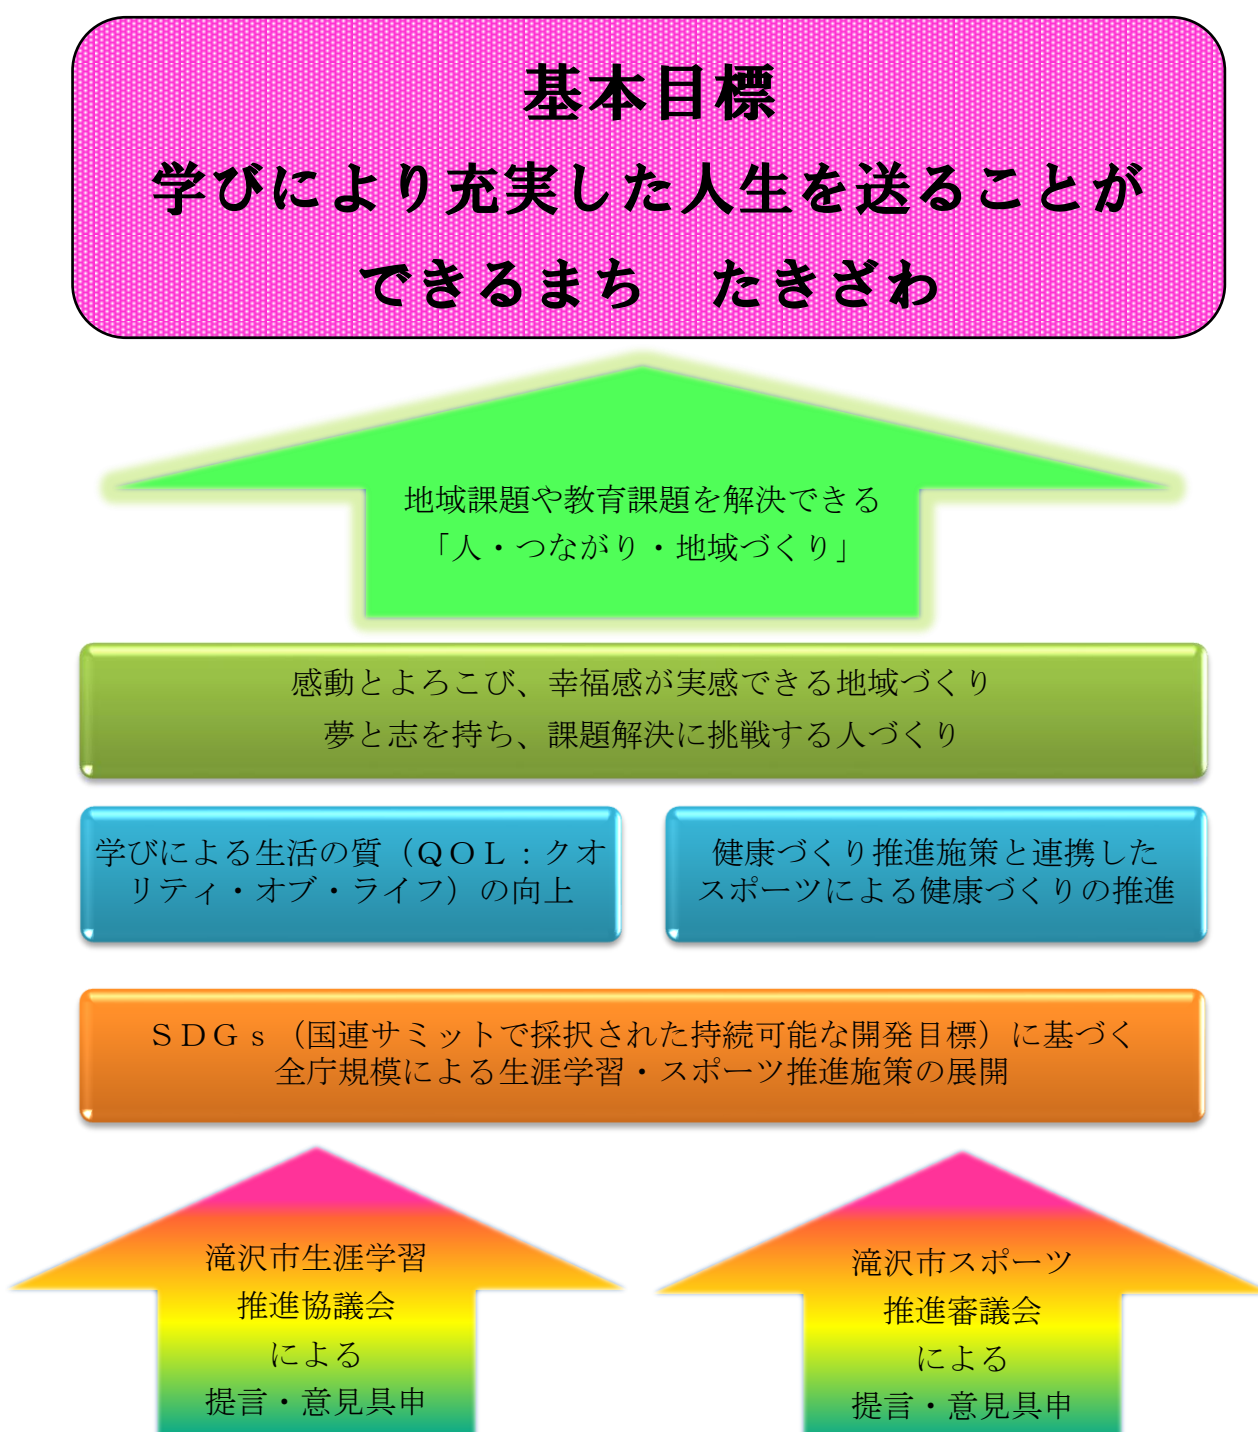 基本目標
学びにより充実した人生を送ることが
できるまち　たきざわ
地域課題や教育課題を解決できる
「人・つながり・地域づくり」
感動とよろこび、幸福感が実感できる地域づくり
夢と志を持ち、課題解決に挑戦する人づくり
学びによる生活の質（ＱＯＬ：クオ
リティ・オブ・ライフ）の向上
健康づくり推進施策と連携した
スポーツによる健康づくりの推進
ＳＤＧｓ（国連サミットで採択された持続可能な開発目標）に基づく
全庁規模による生涯学習・スポーツ推進施策の展開
滝沢市生涯学習
推進協議会
による
提言・意見具申
滝沢市スポーツ
推進審議会
による
提言・意見具申